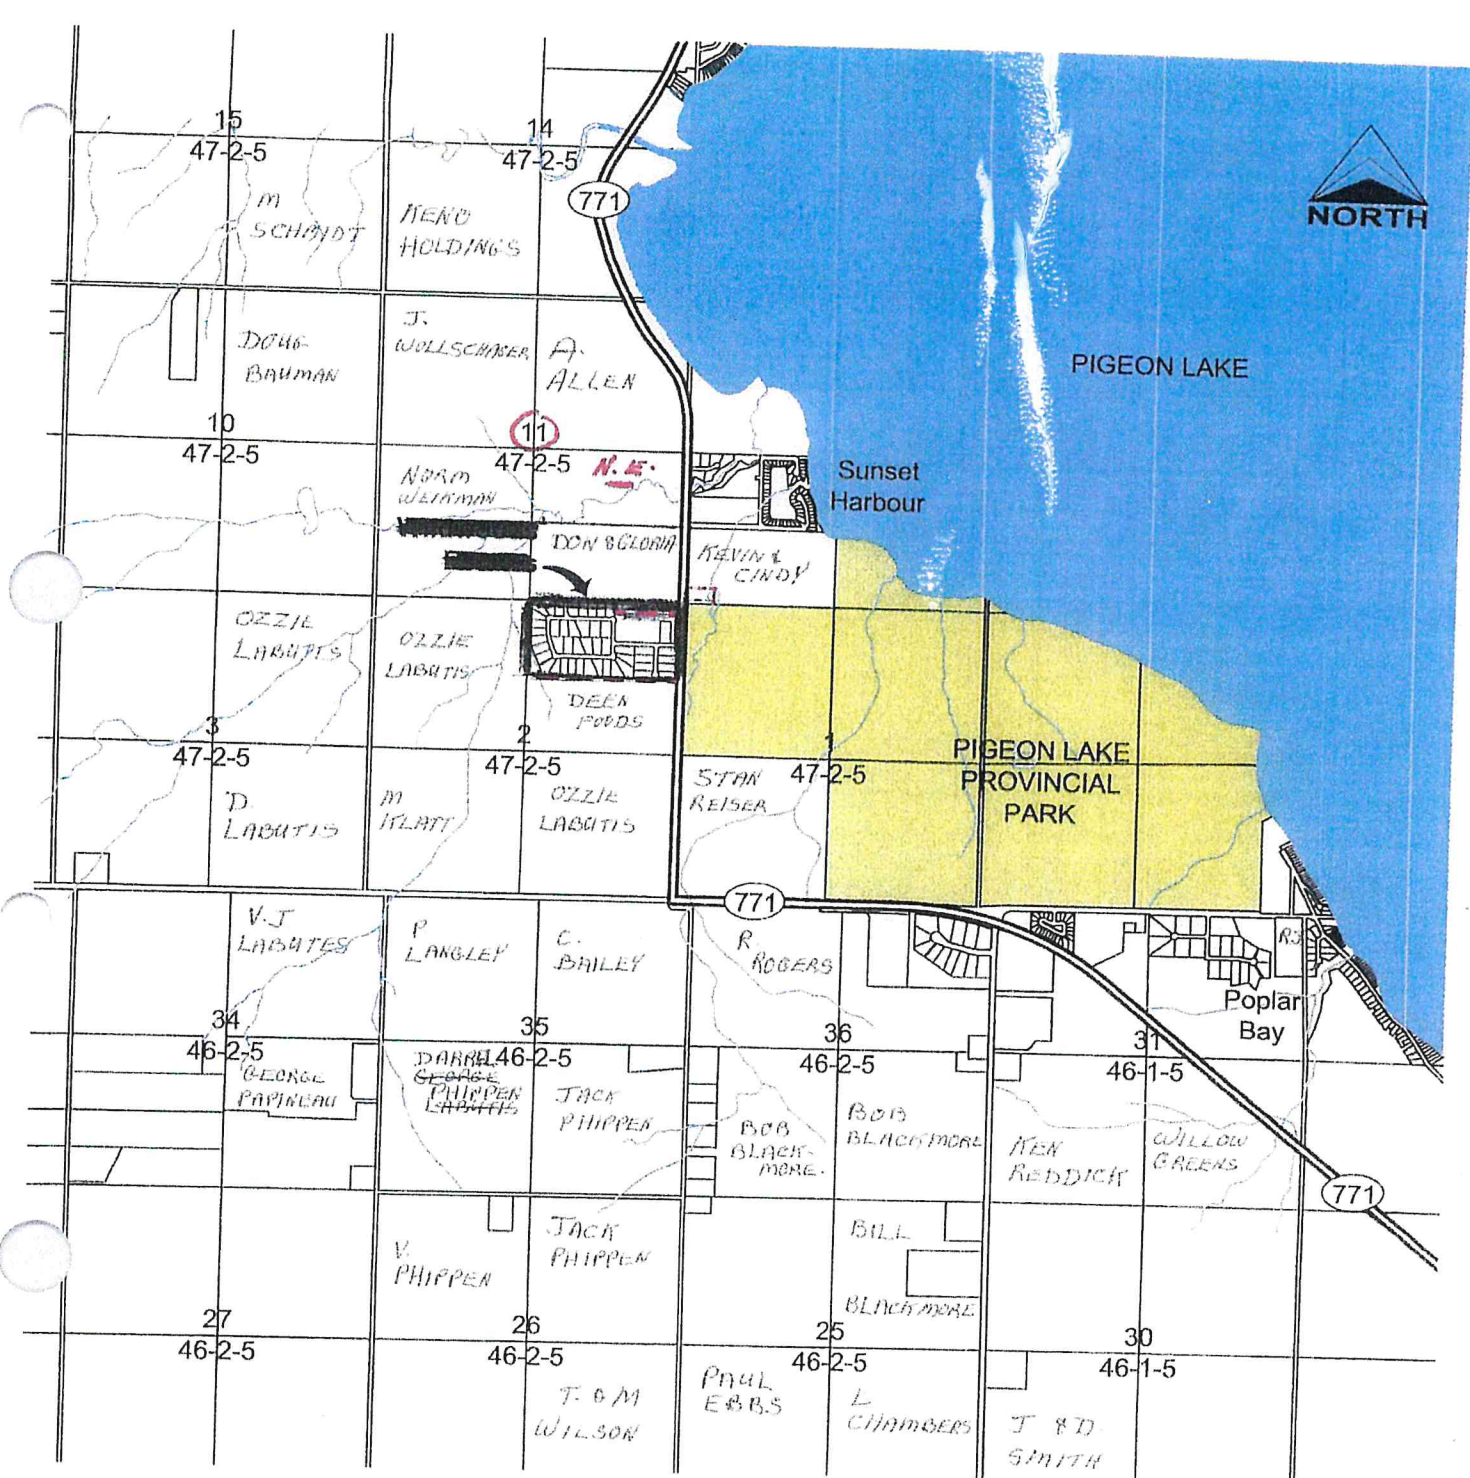 15
47-2-5
14
47-2-5
771
NORTH
M
SCHMIDT
KENO
HOLDINGS
PIGEON LAKE
DOUG
BAUMAN
J.
A.
ALLEN
10
47-2-5
11
47-2-5
N.E.
Sunset
Harbour
NORM
WEIKMAN
DON & GLORIA
KEVIN &
CINDY
OZZIE
LABUTIS
OZZIE
LABUTIS
DEEN
FOODS
3
47-2-5
2
47-2-5
1
47-2-5
PIGEON LAKE
PROVINCIAL
PARK
D.
LABUTIS
M
KLATT
OZZIE
LABUTIS
STAN
REISER
771
V.J
LABUTES
P
LANGLEY
C.
BAILEY
R.
ROGERS
RJ
Poplar
Bay
34
46-2-5
35
46-2-5
36
46-2-5
31
46-1-5
GEORGE
PAPINEAU
DARRYL
GEORGE
PHIPPEN
LABUTIS
JACK
PHIPPEN
BOB
BLACK-
MORE.
BOB
BLACKMORE
KEN
REDDICK
WILLOW
GREENS
771
V.
PHIPPEN
JACK
PHIPPEN
BILL
BLACKMORE
27
46-2-5
26
46-2-5
25
46-2-5
30
46-1-5
T. & M
WILSON
PAUL
EBBS
L
CHAMBERS
J & D
SMITH